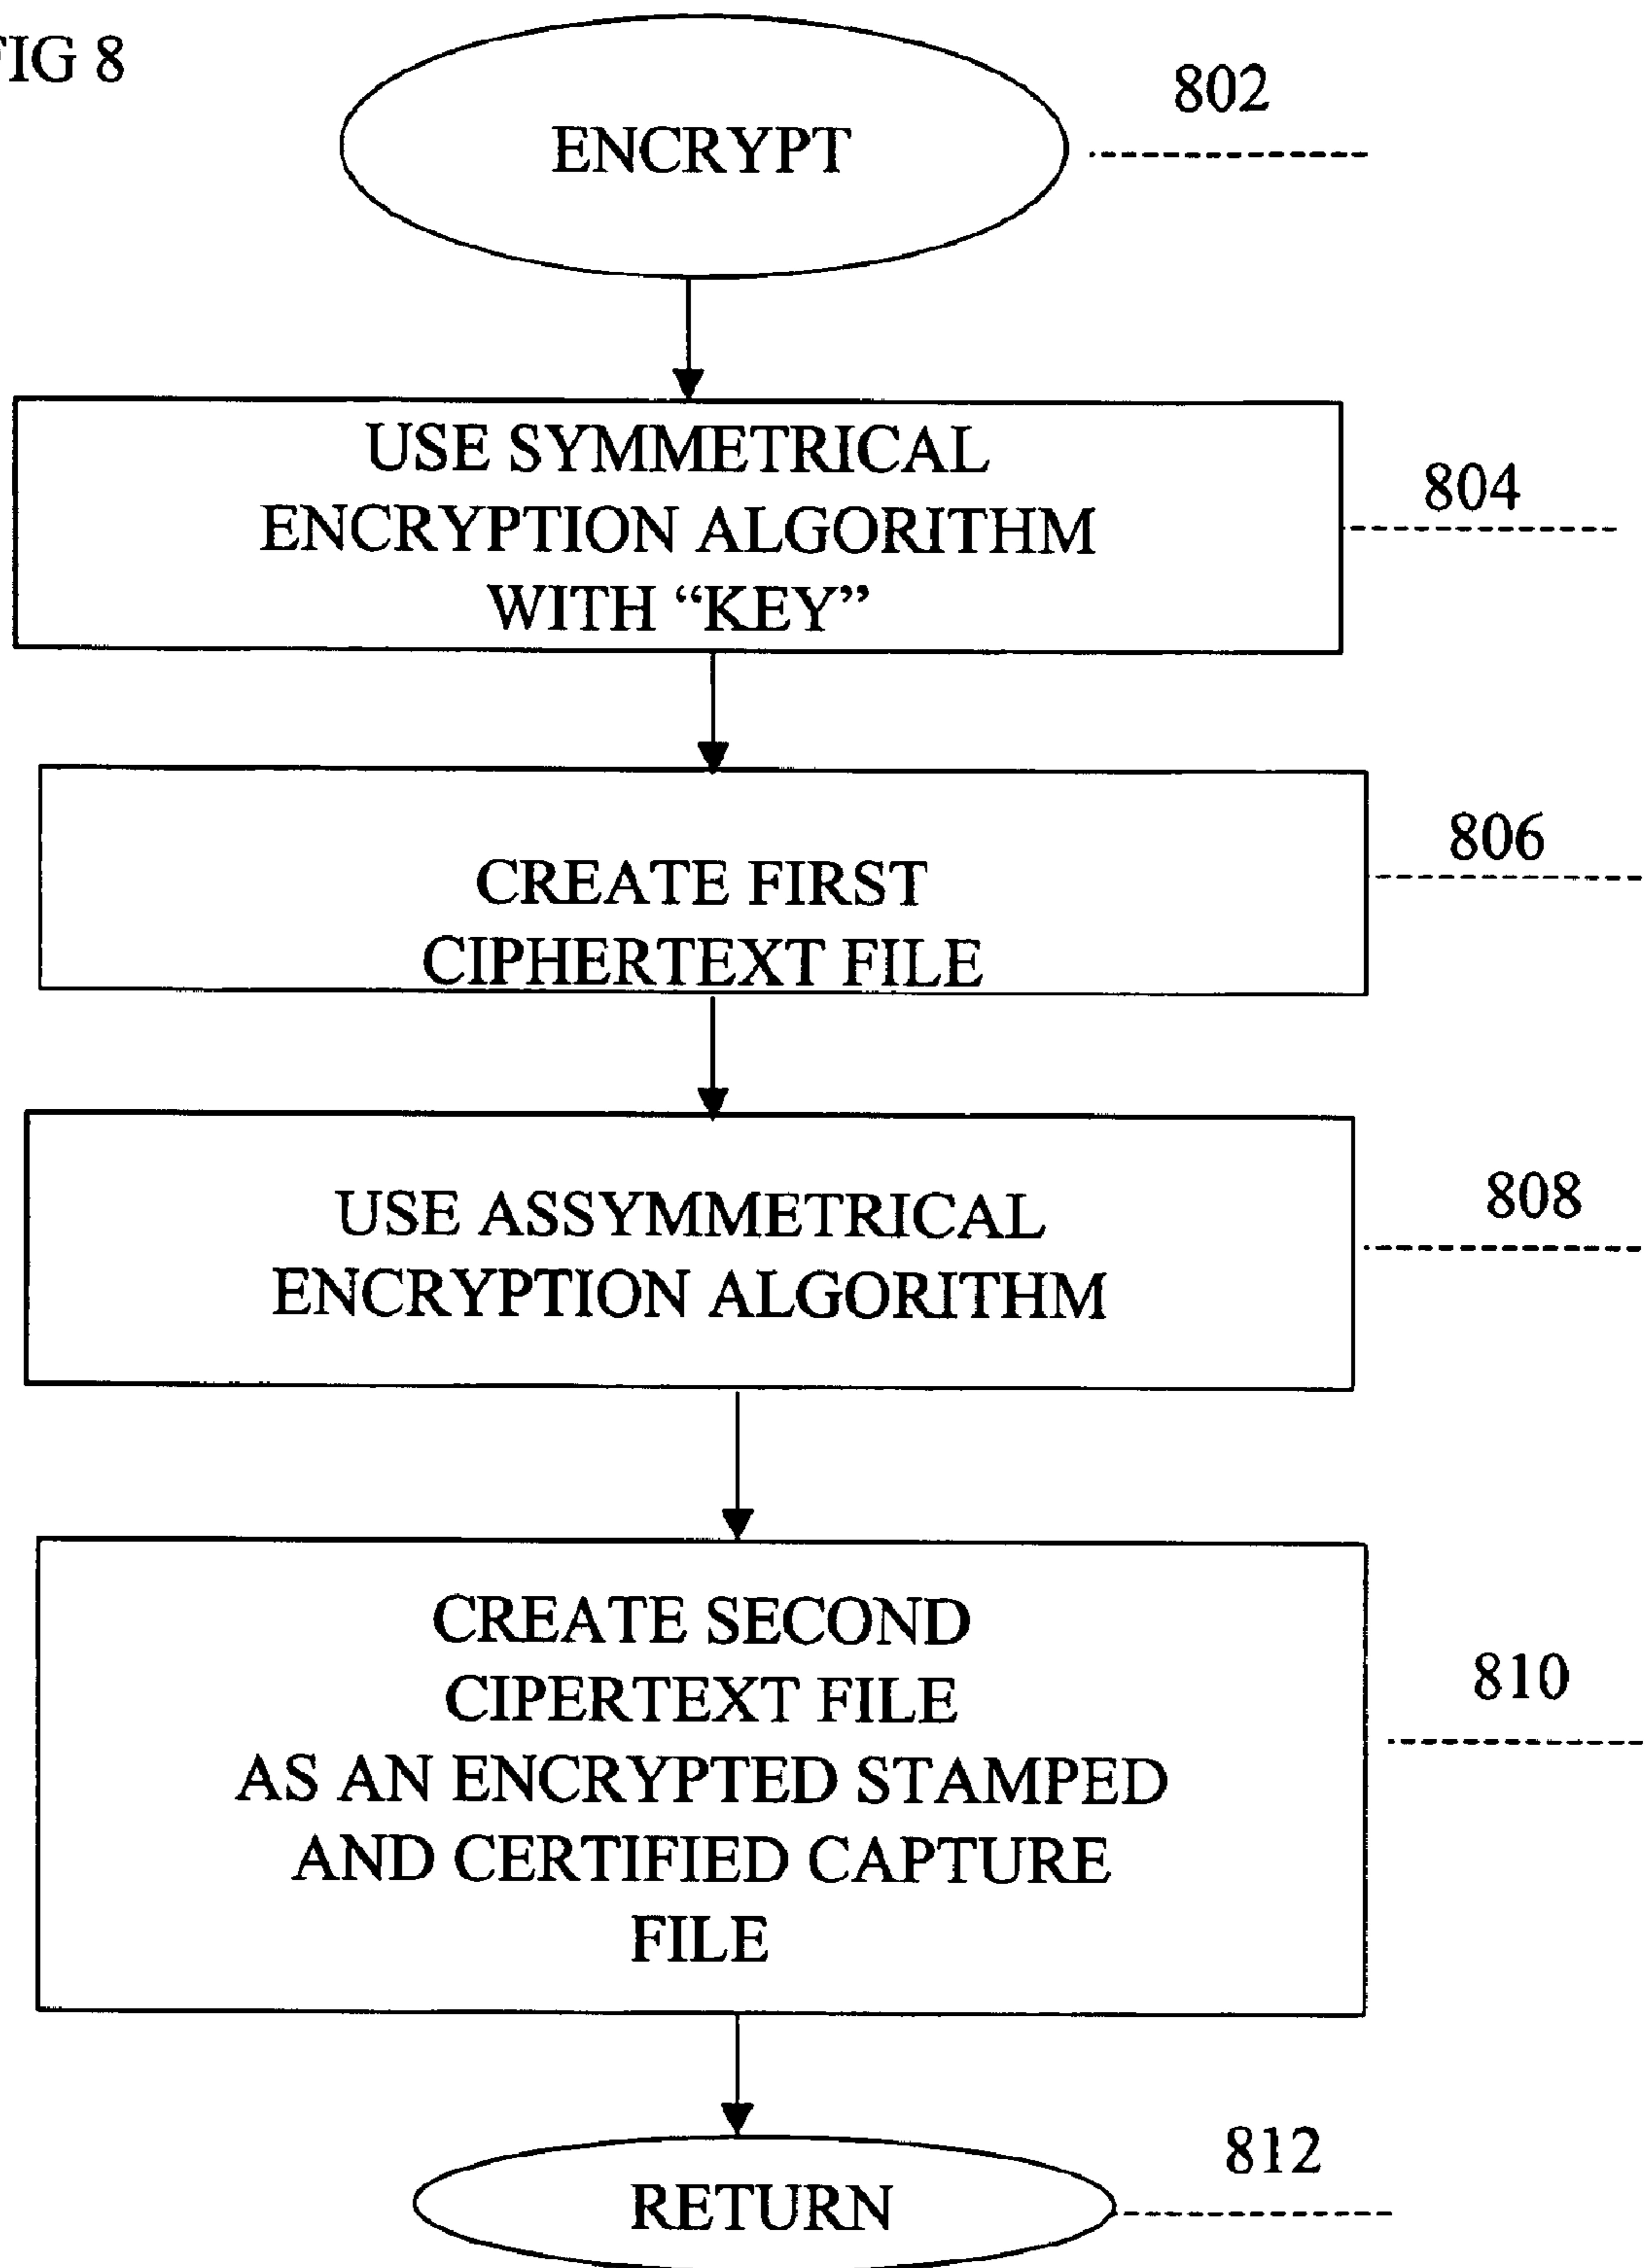 FIG 8
802
ENCRYPT
USE SYMMETRICAL
ENCRYPTION ALGORITHM
WITH “KEY”
804
CREATE FIRST
CIPHERTEXT FILE
806
USE ASSYMMETRICAL
ENCRYPTION ALGORITHM
808
CREATE SECOND
CIPERTEXT FILE
AS AN ENCRYPTED STAMPED
AND CERTIFIED CAPTURE
FILE
810
RETURN
812